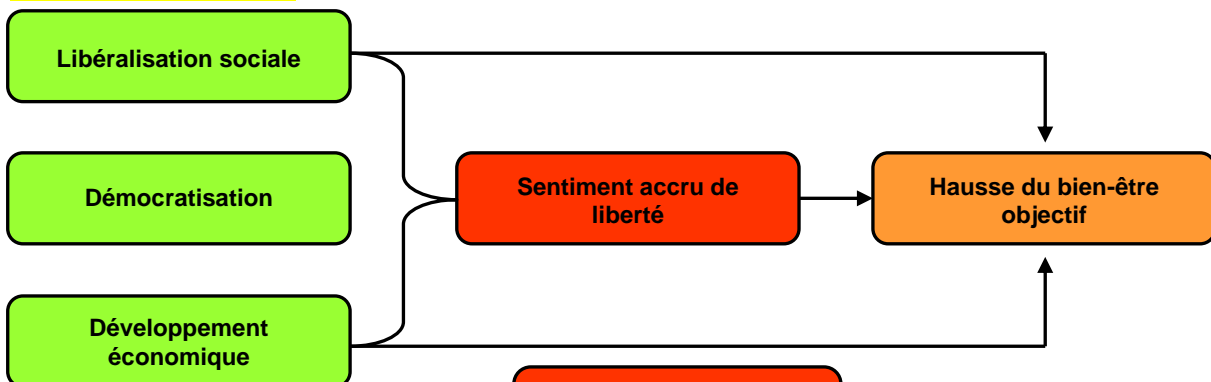 Libéralisation sociale
Démocratisation
Sentiment accru de
liberté
Hausse du bien-être
objectif
Développement
économique